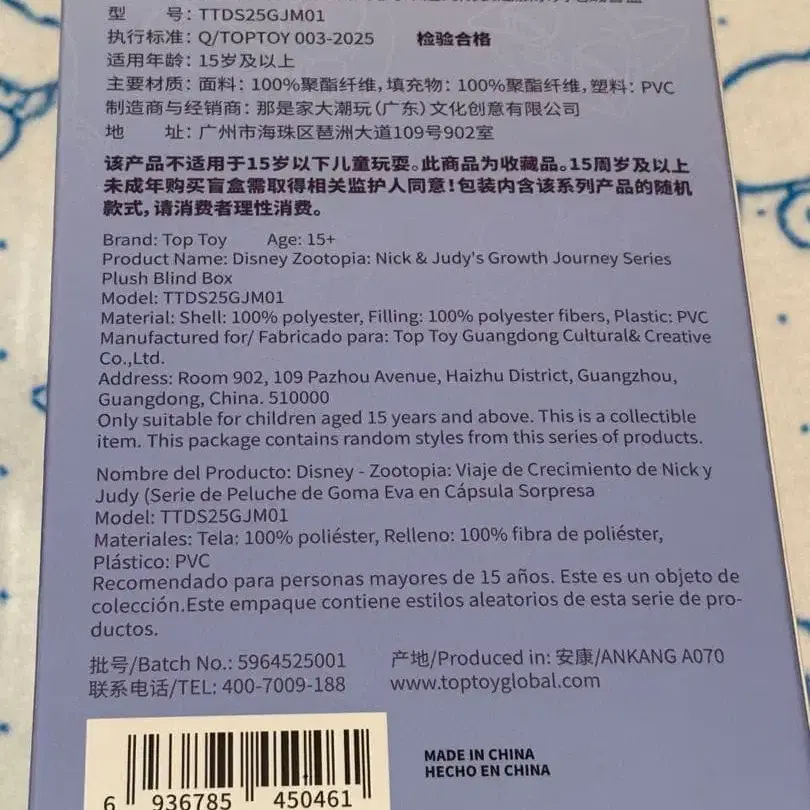 型 号：TTDS25GJM01
执行标准：Q/TOPTOY 003-2025 检验合格
适用年龄：15岁及以上
主要材质：面料：100%聚酯纤维，填充物：100%聚酯纤维，塑料：PVC
制造商与经销商：那是家大潮玩（广东）文化创意有限公司
地 址：广州市海珠区琶洲大道109号902室
该产品不适用于15岁以下儿童玩耍。此商品为收藏品。15周岁及以上
未成年购买盲盒需取得相关监护人同意！包装内含该系列产品的随机
款式，请消费者理性消费。
Brand: Top Toy Age: 15+
Product Name: Disney Zootopia: Nick & Judy's Growth Journey Series
Plush Blind Box
Model: TTDS25GJM01
Material: Shell: 100% polyester, Filling: 100% polyester fibers, Plastic: PVC
Manufactured for/ Fabricado para: Top Toy Guangdong Cultural& Creative
Co.,Ltd.
Address: Room 902, 109 Pazhou Avenue, Haizhu District, Guangzhou,
Guangdong, China. 510000
Only suitable for children aged 15 years and above. This is a collectible
item. This package contains random styles from this series of products.
Nombre del Producto: Disney - Zootopia: Viaje de Crecimiento de Nick y
Judy (Serie de Peluche de Goma Eva en Cápsula Sorpresa
Model: TTDS25GJM01
Materiales: Tela: 100% poliéster, Relleno: 100% fibra de poliéster,
Plástico: PVC
Recomendado para personas mayores de 15 años. Este es un objeto de
colección.Este empaque contiene estilos aleatorios de esta serie de pro-
ductos.
批号/Batch No.: 5964525001 产地/Produced in: 安康/ANKANG A070
联系电话/TEL: 400-7009-188 www.toptoyglobal.com
MADE IN CHINA
HECHO EN CHINA
6 936785 450461